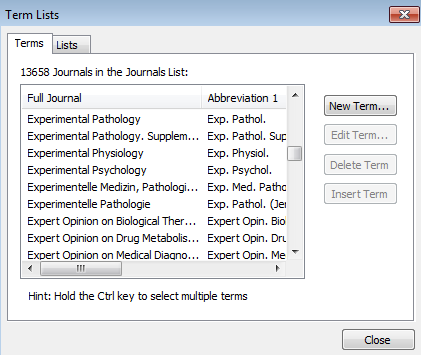 Term Lists
Terms Lists
13658 Journals in the Journals List:
Full Journal Abbreviation 1
Experimental Pathology Exp. Pathol.
Experimental Pathology. Supplem... Exp. Pathol. Sup
Experimental Physiology Exp. Physiol.
Experimental Psychology Exp. Psychol.
Experimentelle Medizin, Pathologi... Exp. Med. Patho
Experimentelle Pathologie Exp. Pathol. (Jer
Expert Opinion on Biological Ther... Expert Opin. Bio
Expert Opinion on Drug Metabolis... Expert Opin. Dru
Expert Opinion on Medical Diagno... Expert Opin. Me
New Term...
Edit Term...
Delete Term
Insert Term
Hint: Hold the Ctrl key to select multiple terms
Close